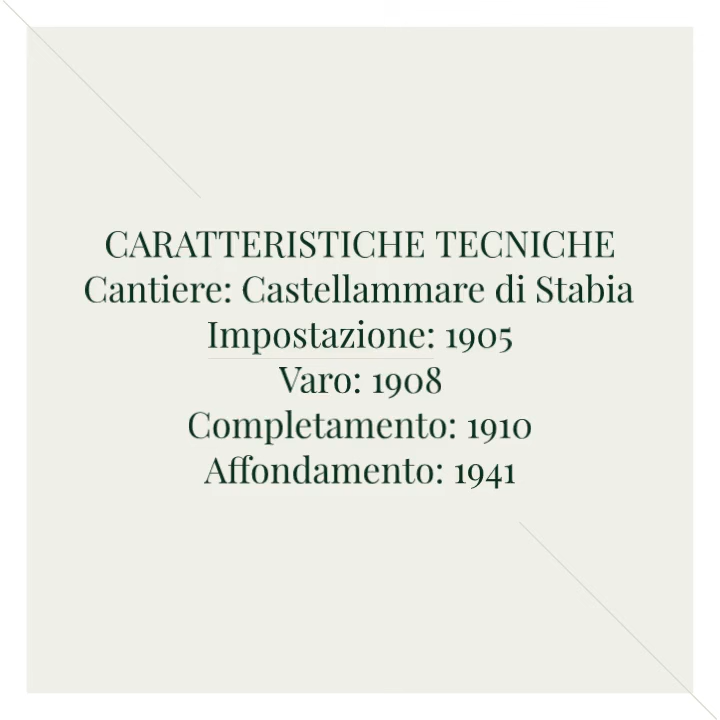 CARATTERISTICHE TECNICHE
Cantiere: Castellammare di Stabia
Impostazione: 1905
Varo: 1908
Completamento: 1910
Affondamento: 1941